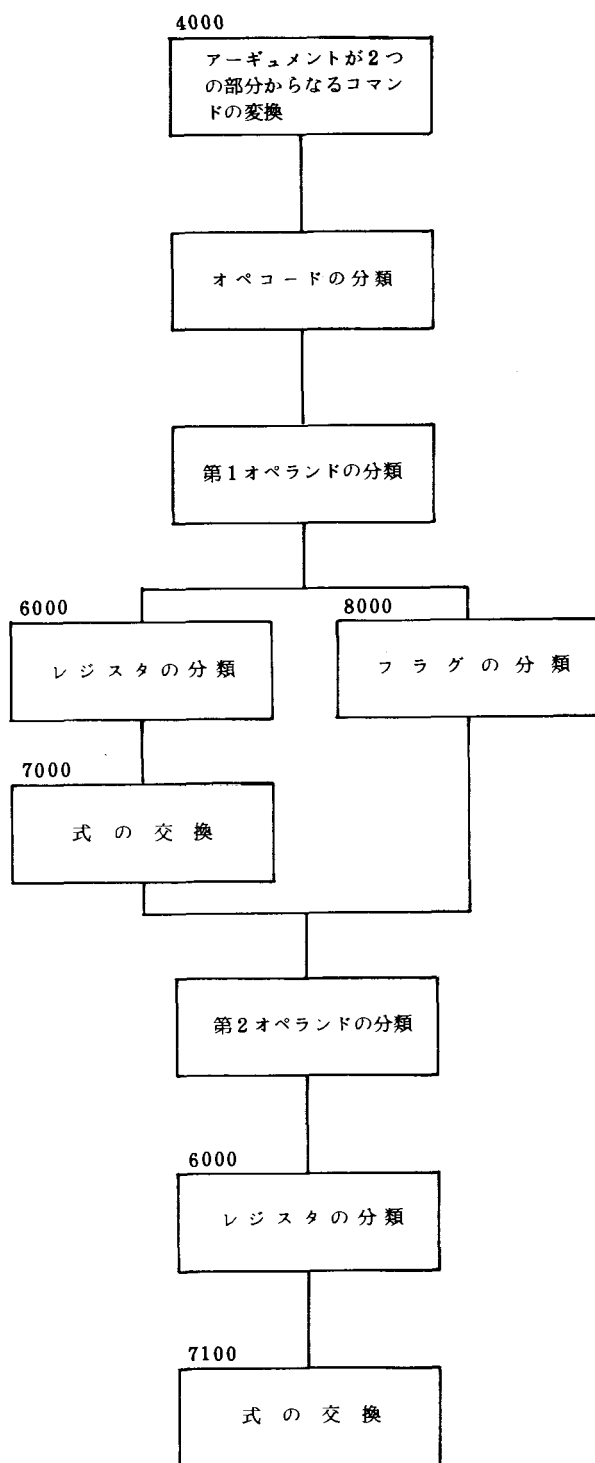 4000
アーギュメントが2つ
の部分からなるコマン
ドの変換
オペコードの分類
第1オペランドの分類
6000
レジスタの分類
8000
フラグの分類
7000
式の交換
第2オペランドの分類
6000
レジスタの分類
7100
式の交換